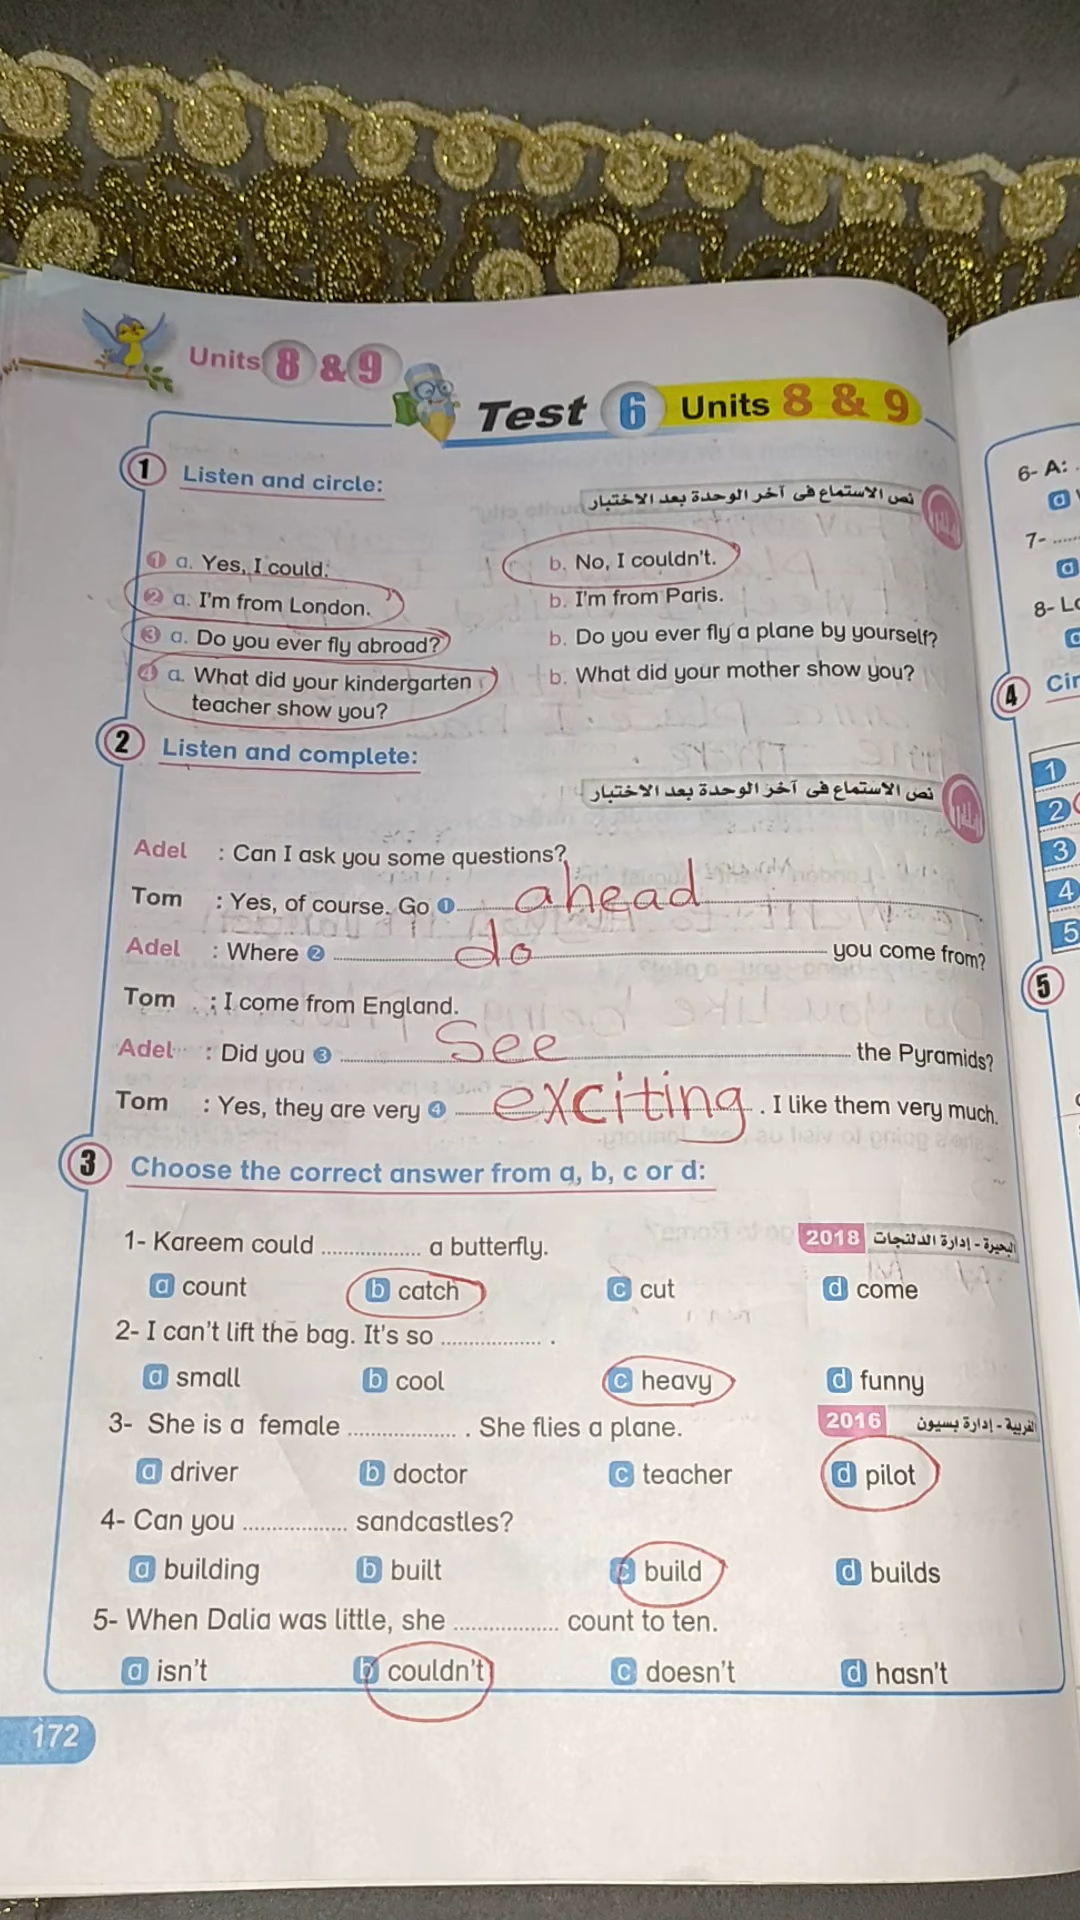 Units 8 & 9
Test 6 Units 8 & 9
1 Listen and circle:
نص الاستماع فى آخر الوحدة بعد الاختبار
1 a. Yes, I could. b. No, I couldn't.
2 a. I'm from London. b. I'm from Paris.
3 a. Do you ever fly abroad? b. Do you ever fly a plane by yourself?
4 a. What did your kindergarten teacher show you? b. What did your mother show you?
2 Listen and complete:
نص الاستماع فى آخر الوحدة بعد الاختبار
Adel : Can I ask you some questions?
Tom : Yes, of course. Go 1 ahead
Adel : Where 2 do you come from?
Tom : I come from England.
Adel : Did you 3 see the Pyramids?
Tom : Yes, they are very 4 exciting. I like them very much.
3 Choose the correct answer from a, b, c or d:
1- Kareem could .................. a butterfly. 2018 البحيرة - إدارة الدلنجات
a count b catch c cut d come
2- I can't lift the bag. It's so .................. .
a small b cool c heavy d funny
3- She is a female .................. . She flies a plane. 2016 الغربية - إدارة بسيون
a driver b doctor c teacher d pilot
4- Can you .................. sandcastles?
a building b built c build d builds
5- When Dalia was little, she .................. count to ten.
a isn't b couldn't c doesn't d hasn't
172
6- A:
a
7- .....
a
8- Lo
4 Cir
1
2
3
4
5
5